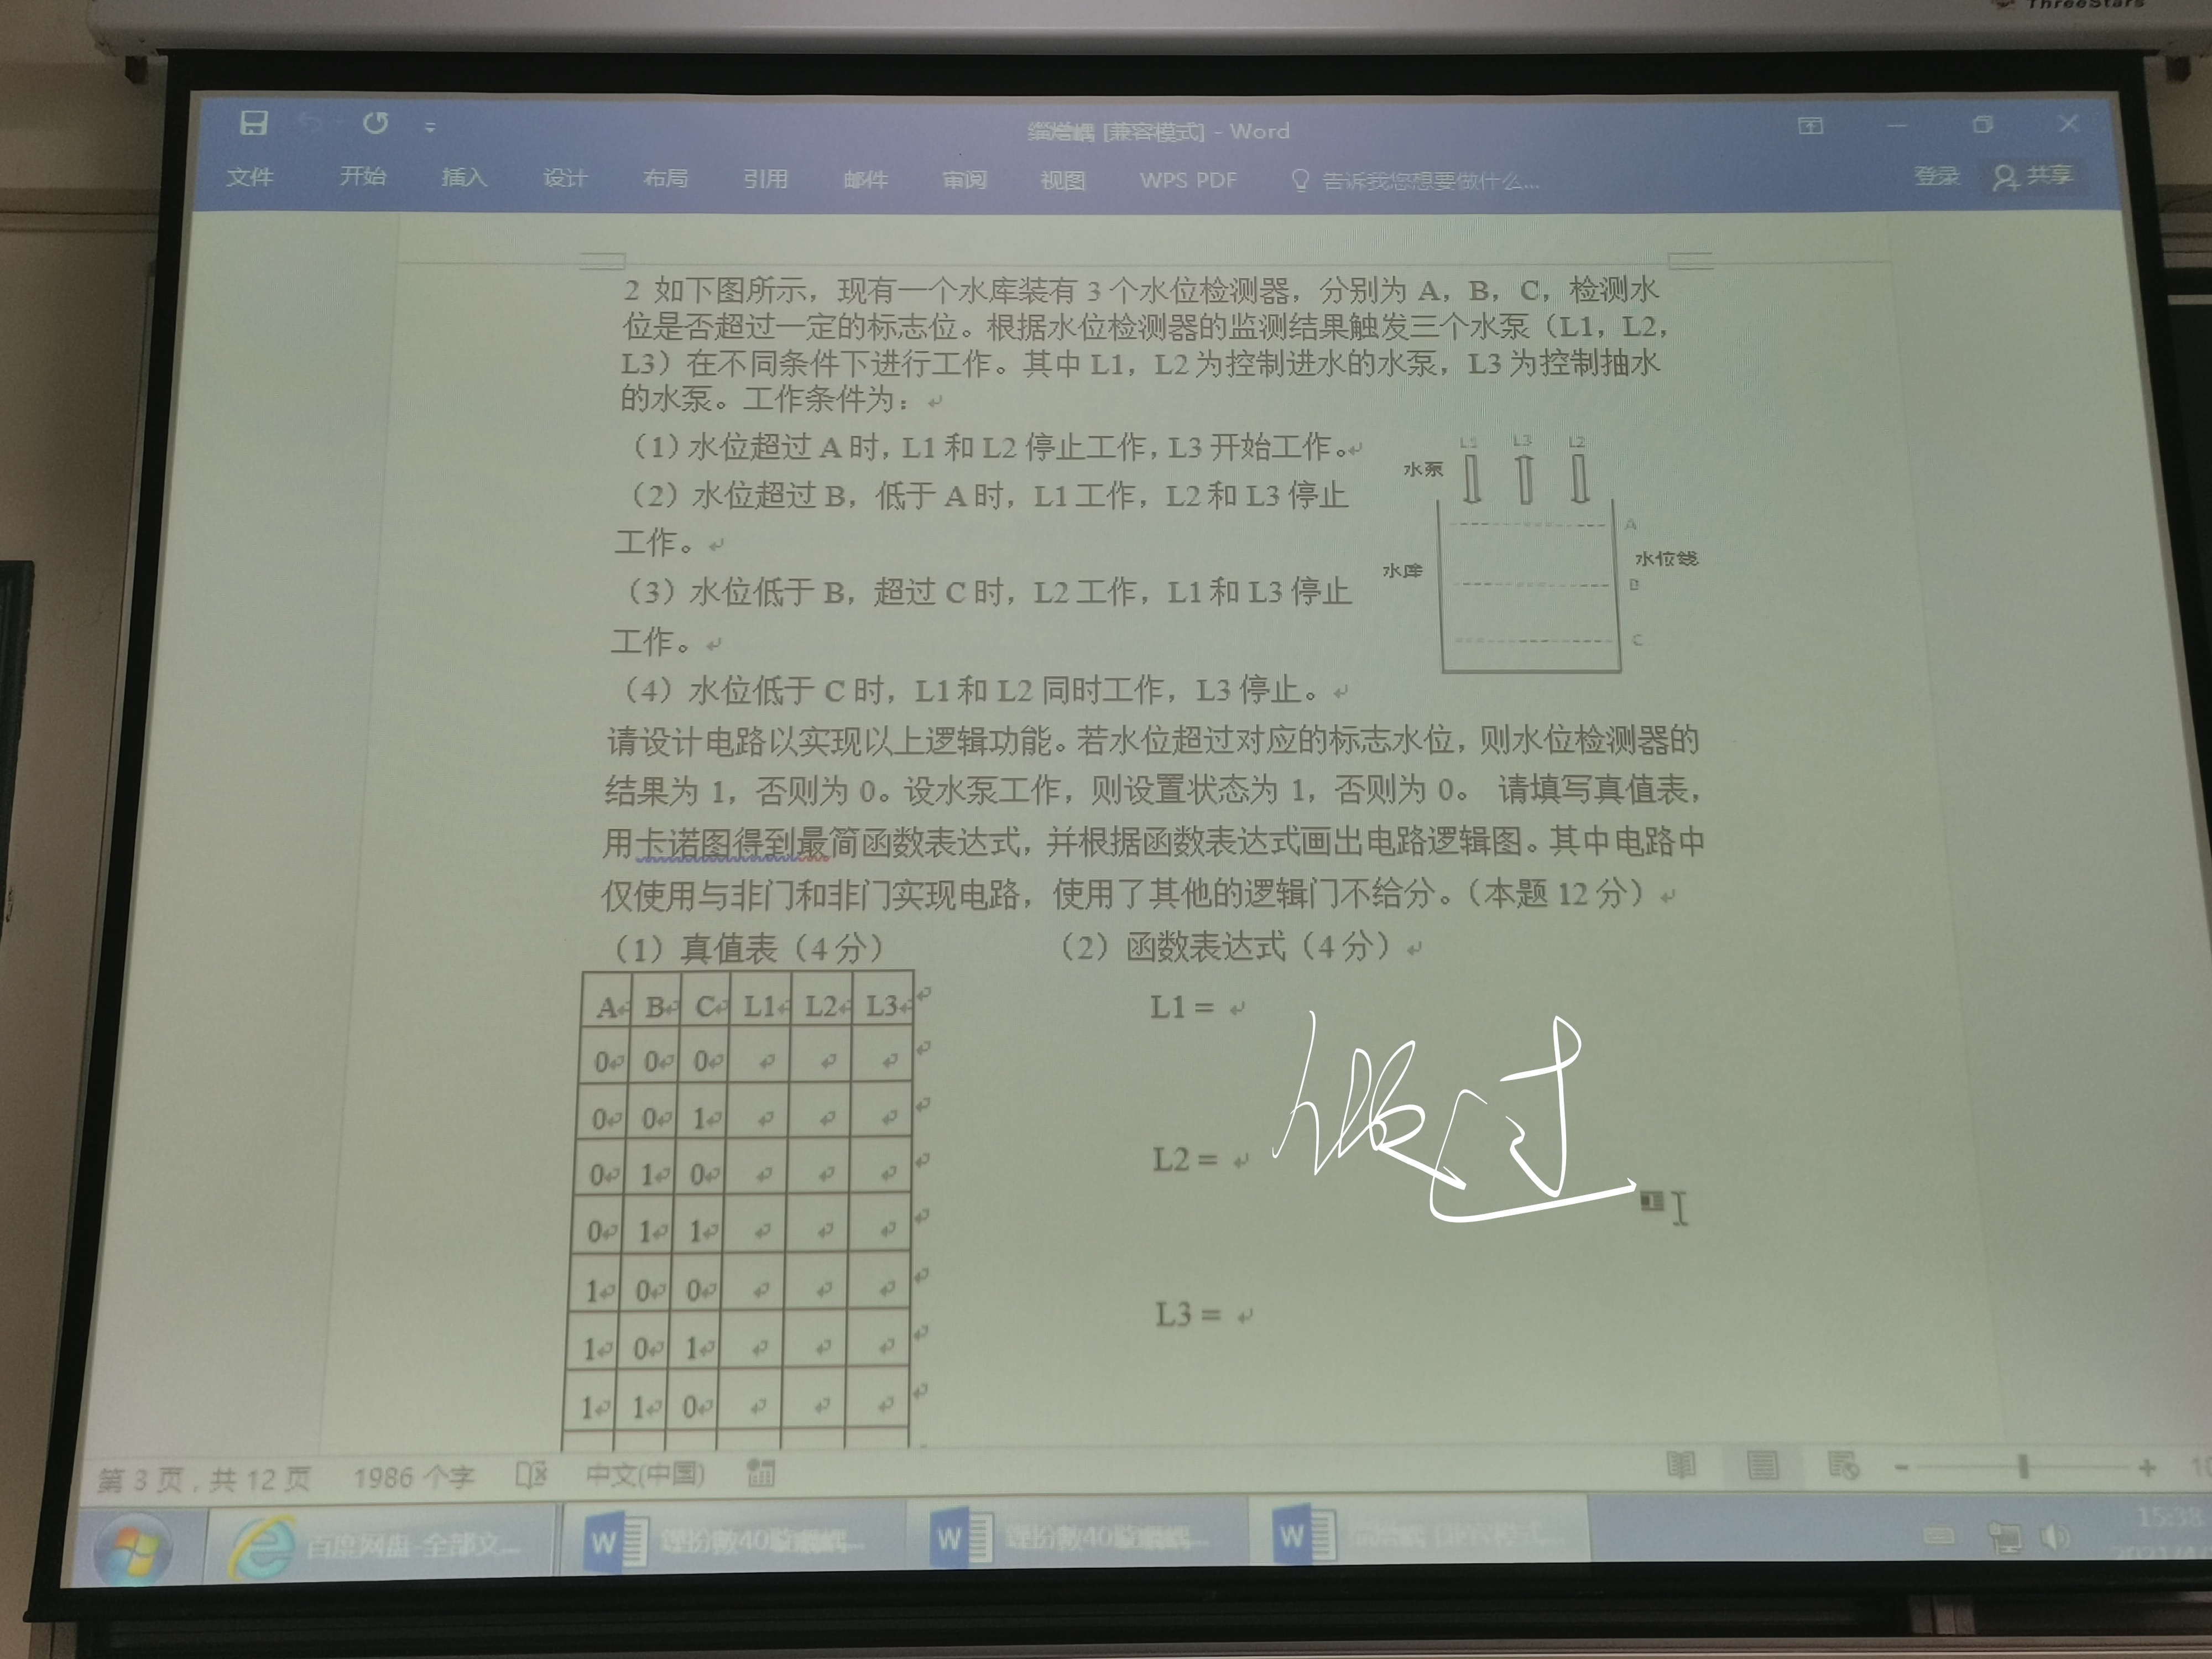 ThreeStars
[兼容模式] - Word
文件 开始 插入 设计 布局 引用 邮件 审阅 视图 WPS PDF 告诉我您想要做什么... 登录 共享
2 如下图所示，现有一个水库装有 3 个水位检测器，分别为 A，B，C，检测水
位是否超过一定的标志位。根据水位检测器的监测结果触发三个水泵（L1，L2，
L3）在不同条件下进行工作。其中 L1，L2 为控制进水的水泵，L3 为控制抽水
的水泵。工作条件为：
（1）水位超过 A 时，L1 和 L2 停止工作，L3 开始工作。
（2）水位超过 B，低于 A 时，L1 工作，L2 和 L3 停止
工作。
（3）水位低于 B，超过 C 时，L2 工作，L1 和 L3 停止
工作。
（4）水位低于 C 时，L1 和 L2 同时工作，L3 停止。
L1 L3 L2
水泵
A
水位线
水库
B
C
请设计电路以实现以上逻辑功能。若水位超过对应的标志水位，则水位检测器的
结果为 1，否则为 0。设水泵工作，则设置状态为 1，否则为 0。 请填写真值表，
用卡诺图得到最简函数表达式，并根据函数表达式画出电路逻辑图。其中电路中
仅使用与非门和非门实现电路，使用了其他的逻辑门不给分。（本题 12 分）
（1）真值表（4 分） （2）函数表达式（4 分）
A B C L1 L2 L3
0 0 0
0 0 1
0 1 0
0 1 1
1 0 0
1 0 1
1 1 0
L1 =
L2 =
L3 =
做过
第 3 页，共 12 页 1986 个字 中文(中国)
百度网盘-全部文...
15:38